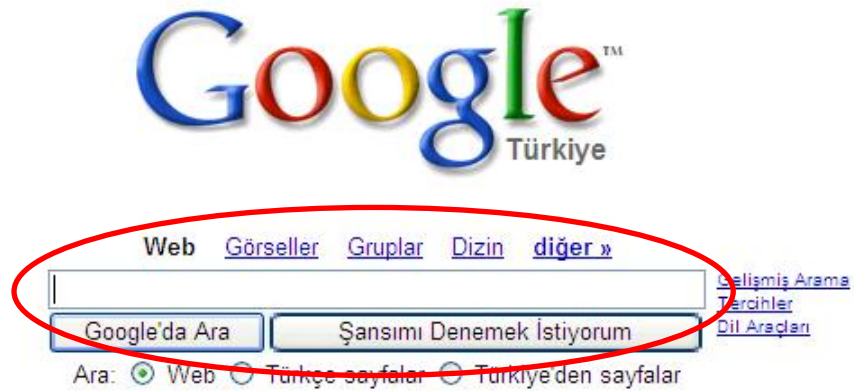 Google™
Türkiye
Web Görseller Gruplar Dizin diğer »
Gelişmiş Arama
Tercihler
Google'da Ara Şansımı Denemek İstiyorum Dil Araçları
Ara: Web Türkçe sayfalar Türkiye'den sayfalar